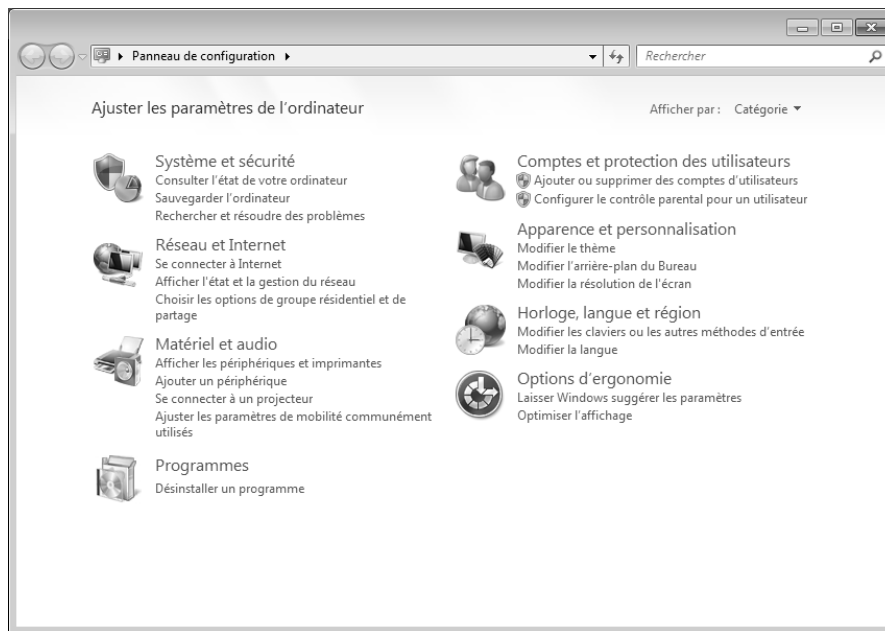 Panneau de configuration
Rechercher
Ajuster les paramètres de l'ordinateur
Afficher par : Catégorie
Système et sécurité
Consulter l'état de votre ordinateur
Sauvegarder l'ordinateur
Rechercher et résoudre des problèmes
Réseau et Internet
Se connecter à Internet
Afficher l'état et la gestion du réseau
Choisir les options de groupe résidentiel et de
partage
Matériel et audio
Afficher les périphériques et imprimantes
Ajouter un périphérique
Se connecter à un projecteur
Ajuster les paramètres de mobilité communément
utilisés
Programmes
Désinstaller un programme
Comptes et protection des utilisateurs
Ajouter ou supprimer des comptes d'utilisateurs
Configurer le contrôle parental pour un utilisateur
Apparence et personnalisation
Modifier le thème
Modifier l'arrière-plan du Bureau
Modifier la résolution de l'écran
Horloge, langue et région
Modifier les claviers ou les autres méthodes d'entrée
Modifier la langue
Options d'ergonomie
Laisser Windows suggérer les paramètres
Optimiser l'affichage